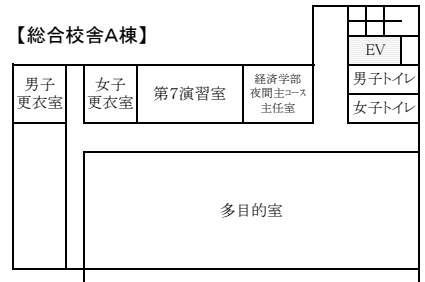 【総合校舎A棟】
EV
男子
更衣室
女子
更衣室
第7演習室
経済学部
夜間主コース
主任室
男子トイレ
女子トイレ
多目的室